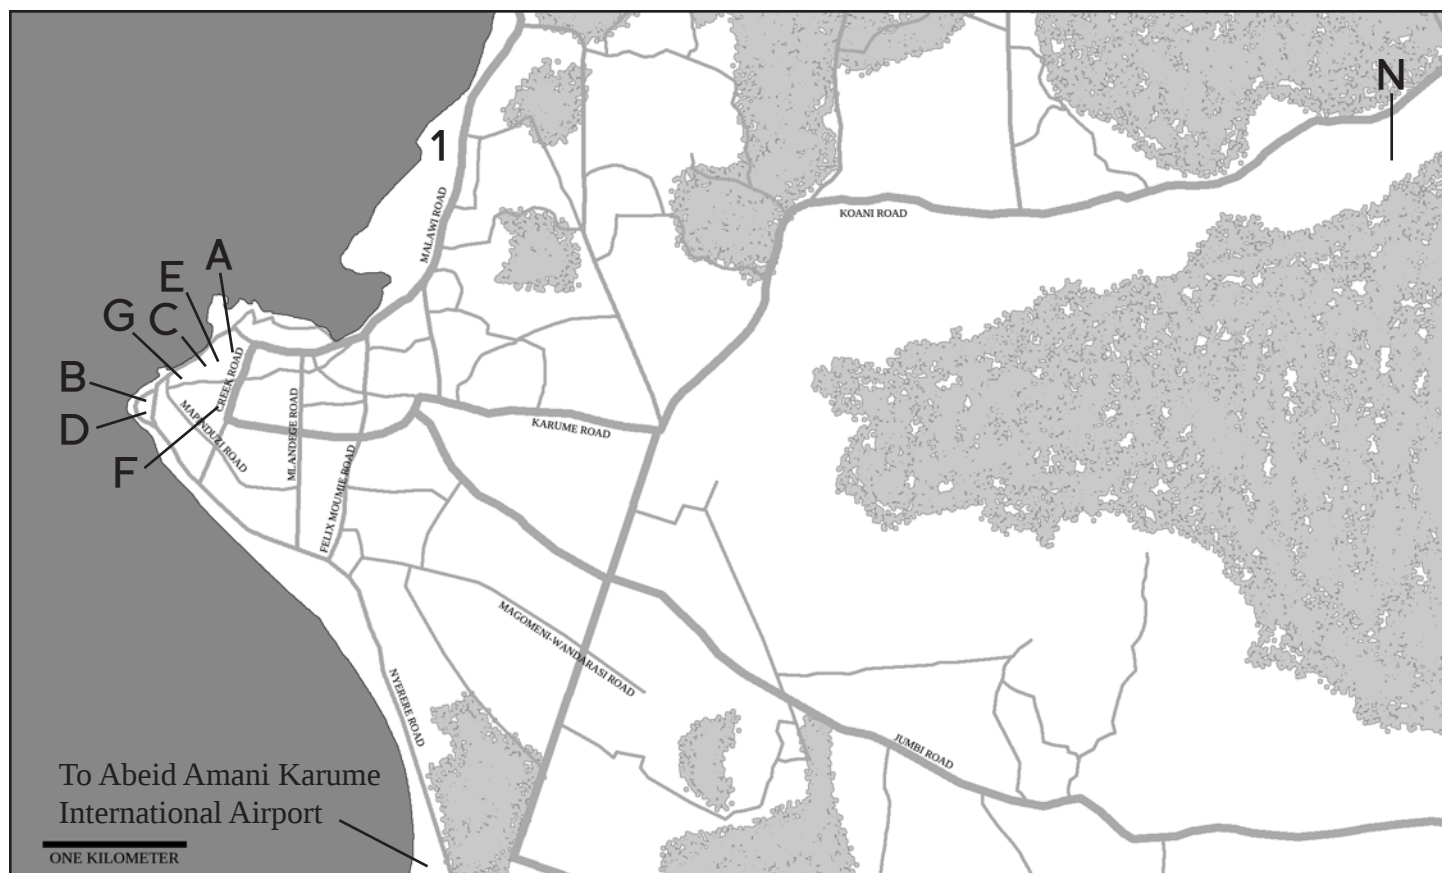 N
1
MALAWI ROAD
KOANI ROAD
A
E
G C
B
D
F
CREEK ROAD
MAPINDUZI ROAD
MLANDEGE ROAD
FELIX MOUMIE ROAD
KARUME ROAD
MAGOMENI-WANDARASI ROAD
NYERERE ROAD
JUMBI ROAD
To Abeid Amani Karume
International Airport
ONE KILOMETER